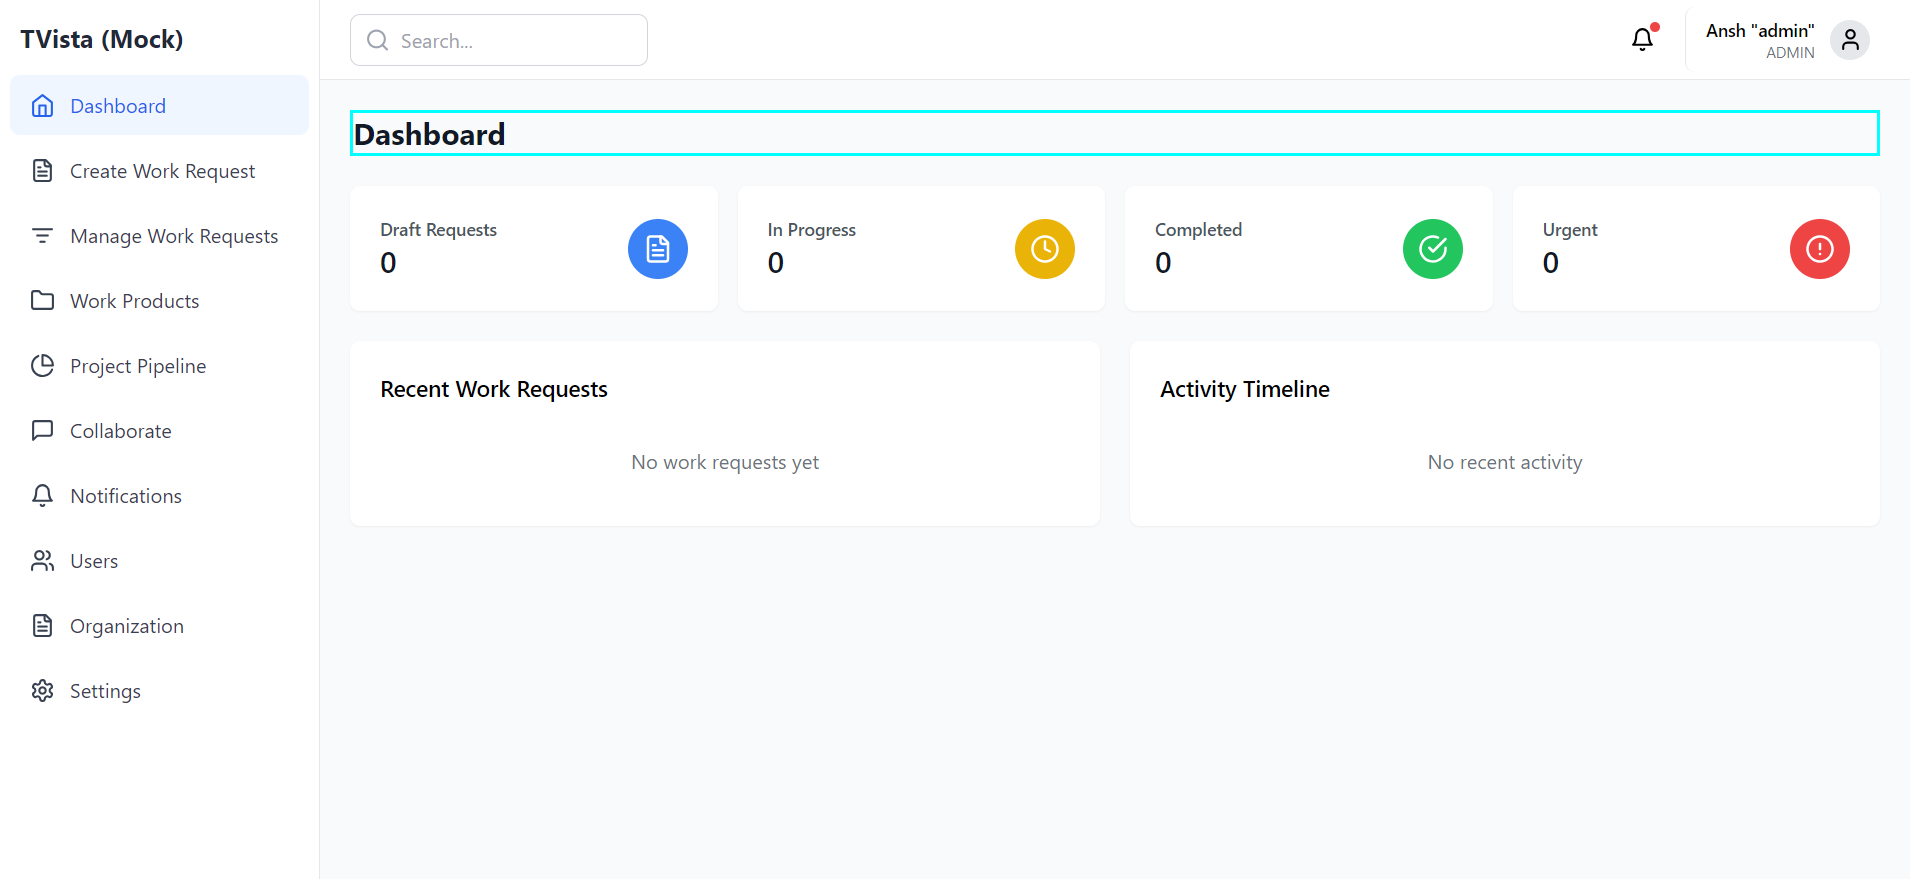 TVista (Mock)
Dashboard
Create Work Request
Manage Work Requests
Work Products
Project Pipeline
Collaborate
Notifications
Users
Organization
Settings
Search...
Ansh "admin"
ADMIN
Dashboard
Draft Requests
0
In Progress
0
Completed
0
Urgent
0
Recent Work Requests
No work requests yet
Activity Timeline
No recent activity